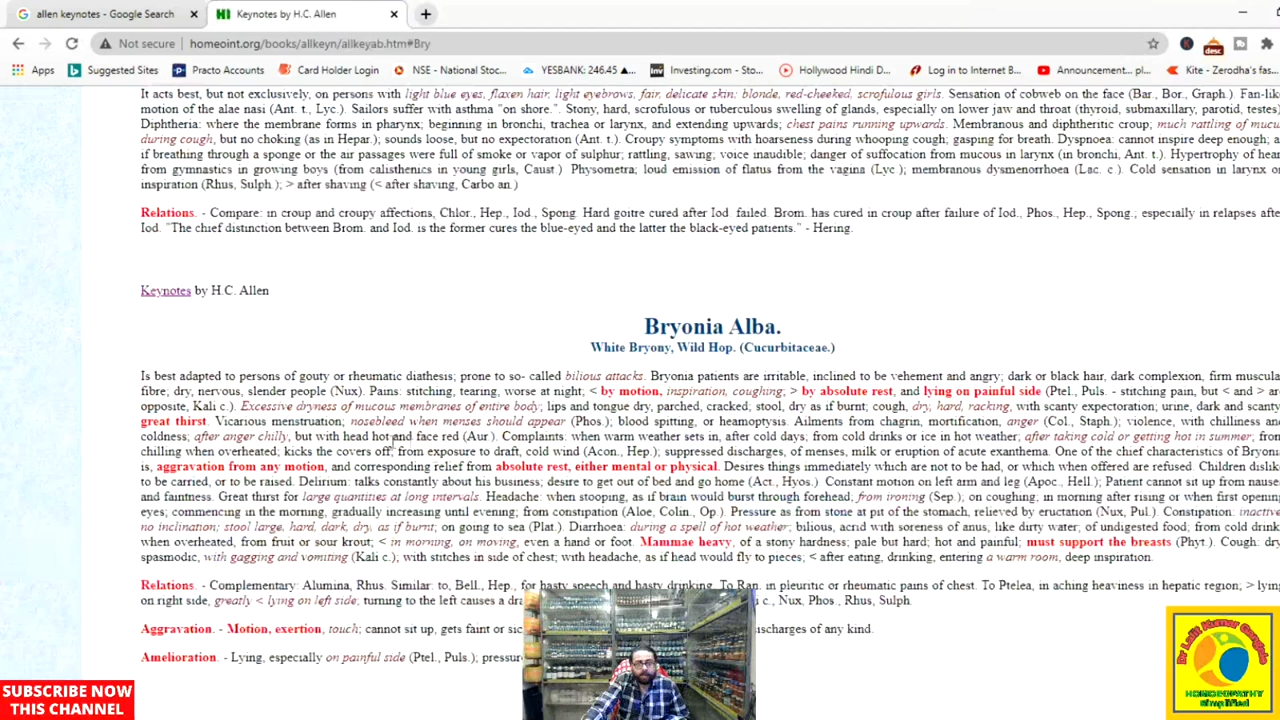 allen keynotes - Google Search
Keynotes by H.C. Allen
Not secure | homeoint.org/books/allkeyn/allkeyab.htm#Bry
desc
Apps Suggested Sites Practo Accounts Card Holder Login NSE - National Stoc... YESBANK: 246.45 ▲... Investing.com - Sto... Hollywood Hindi D... Log in to Internet B... Announcement, pla... Kite - Zerodha's fas...
It acts best, but not exclusively, on persons with light blue eyes, flaxen hair, light eyebrows, fair, delicate skin: blonde, red-cheeked, scrofulous girls. Sensation of cobweb on the face (Bar., Bor., Graph.). Fan-lik
motion of the alae nasi (Ant. t., Lyc.). Sailors suffer with asthma "on shore.". Stony, hard, scrofulous or tuberculous swelling of glands, especially on lower jaw and throat (thyroid, submaxillary, parotid, testes)
Diphtheria: where the membrane forms in pharynx; beginning in bronchi, trachea or larynx, and extending upwards; chest pains running upwards. Membranous and diphtheritic croup; much rattling of mucu
during cough, but no choking (as in Hepar.); sounds loose, but no expectoration (Ant. t.). Croupy symptoms with hoarseness during whooping cough; gasping for breath. Dyspnoea: cannot inspire deep enough; a
if breathing through a sponge or the air passages were full of smoke or vapor of sulphur; rattling, sawing, voice inaudible; danger of suffocation from mucous in larynx (in bronchi, Ant. t.). Hypertrophy of hear
from gymnastics in growing boys (from calisthenics in young girls, Caust.) Physometra; loud emission of flatus from the vagina (Lyc.); membranous dysmenorrhoea (Lac. c.). Cold sensation in larynx o
inspiration (Rhus, Sulph.); > after shaving (< after shaving, Carbo an.)
Relations. - Compare: in croup and croupy affections, Chlor., Hep., Iod., Spong. Hard goitre cured after Iod. failed. Brom. has cured in croup after failure of Iod., Phos., Hep., Spong.; especially in relapses afte
Iod. "The chief distinction between Brom. and Iod. is the former cures the blue-eyed and the latter the black-eyed patients." - Hering.
Keynotes by H.C. Allen
Bryonia Alba.
White Bryony, Wild Hop. (Cucurbitaceae.)
Is best adapted to persons of gouty or rheumatic diathesis; prone to so- called bilious attacks. Bryonia patients are irritable, inclined to be vehement and angry; dark or black hair, dark complexion, firm muscula
fibre; dry, nervous, slender people (Nux). Pains: stitching, tearing, worse at night; < by motion, inspiration, coughing; > by absolute rest, and lying on painful side (Ptel., Puls. - stitching pain, but < and > ar
opposite, Kali c.). Excessive dryness of mucous membranes of entire body; lips and tongue dry, parched, cracked; stool, dry as if burnt; cough, dry; hard, racking, with scanty expectoration; urine, dark and scanty
great thirst. Vicarious menstruation; nosebleed when menses should appear (Phos.); blood spitting, or heamoptysis. Ailments from chagrin, mortification, anger (Col., Staph.); violence, with chilliness an
coldness; after anger chilly, but with head hot and face red (Aur.). Complaints: when warm weather sets in, after cold days; from cold drinks or ice in hot weather; after taking cold or getting hot in summer; from
chilling when overheated; kicks the covers off; from exposure to draft, cold wind (Acon., Hep.); suppressed discharges, of menses, milk or eruption of acute exanthema. One of the chief characteristics of Bryoni
is, aggravation from any motion, and corresponding relief from absolute rest, either mental or physical. Desires things immediately which are not to be had, or which when offered are refused. Children dislik
to be carried, or to be raised. Delirium: talks constantly about his business; desire to get out of bed and go home (Act., Hyos.). Constant motion on left arm and leg (Apoc., Hell.). Patient cannot sit up from nause
and faintness. Great thirst for large quantities at long intervals. Headache: when stooping, as if brain would burst through forehead; from ironing (Sep.); on coughing; in morning after rising or when first openin
eyes; commencing in the morning, gradually increasing until evening; from constipation (Aloe, Colin., Op.). Pressure as from stone at pit of the stomach, relieved by eructation (Nux, Pul.). Constipation: inactive
no inclination; stool large, hard, dark, dry, as if burnt; on going to sea (Plat.). Diarrhoea: during a spell of hot weather; bilious, acrid with soreness of anus; like dirty water; of undigested food; from cold drink
when overheated, from fruit or sour krout; < in morning, on moving, even a hand or foot. Mammae heavy, of a stony hardness; pale but hard; hot and painful; must support the breasts (Phyt.). Cough: dry
spasmodic, with gagging and vomiting (Kali c.); with stitches in side of chest; with headache, as if head would fly to pieces; < after eating, drinking, entering a warm room, deep inspiration.
Relations. - Complementary: Alumina, Rhus. Similar: to, Bell., Hep., for hasty speech and hasty drinking. To Ran. in pleuritic or rheumatic pains of chest. To Ptelea, in aching heaviness in hepatic region; > lying
on right side, greatly < lying on left side; turning to the left causes a dra c., Nux, Phos., Rhus, Sulph.
Aggravation. - Motion, exertion, touch; cannot sit up, gets faint or sic scharges of any kind.
Amelioration. - Lying, especially on painful side (Ptel., Puls.); pressur
SUBSCRIBE NOW
THIS CHANNEL
HOMOEOPATHY
Simplified